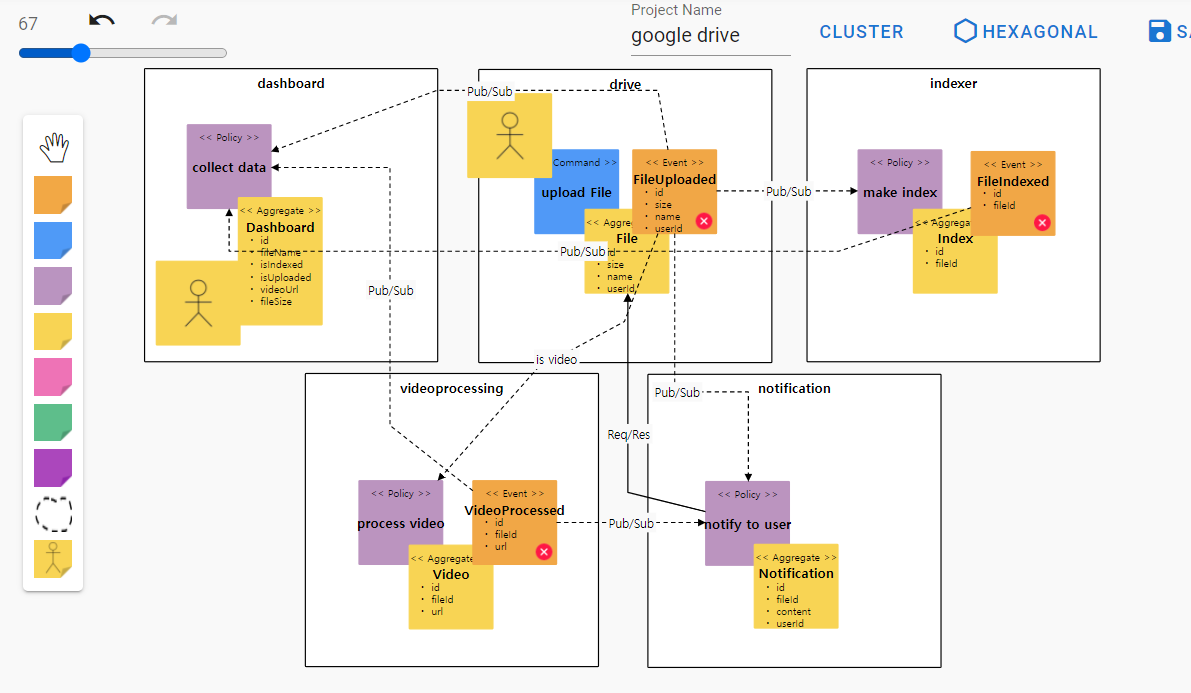 67
Project Name
google drive
CLUSTER
HEXAGONAL
dashboard
<< Policy >>
collect data
<< Aggregate >>
Dashboard
· id
· fileName
· isIndexed
· isUploaded
· videoUrl
· fileSize
drive
Pub/Sub
Command >>
upload File
<< Event >>
FileUploaded
· id
· size
· name
· userId
<< Aggre
File
id
· size
· name
· userId
Pub/Sub
Pub/Sub
indexer
<< Policy >>
make index
<< Event >>
FileIndexed
· id
· fileId
<< Aggrega
Index
· id
· fileId
Pub/Sub
is video
videoprocessing
<< Policy >>
process video
<< Event >>
VideoProcessed
· id
· fileId
· url
<< Aggregate
Video
· id
· fileId
· url
Req/Res
Pub/Sub
Pub/Sub
notification
<< Policy >>
notify to user
<< Aggregate >>
Notification
· id
· fileId
· content
· userId